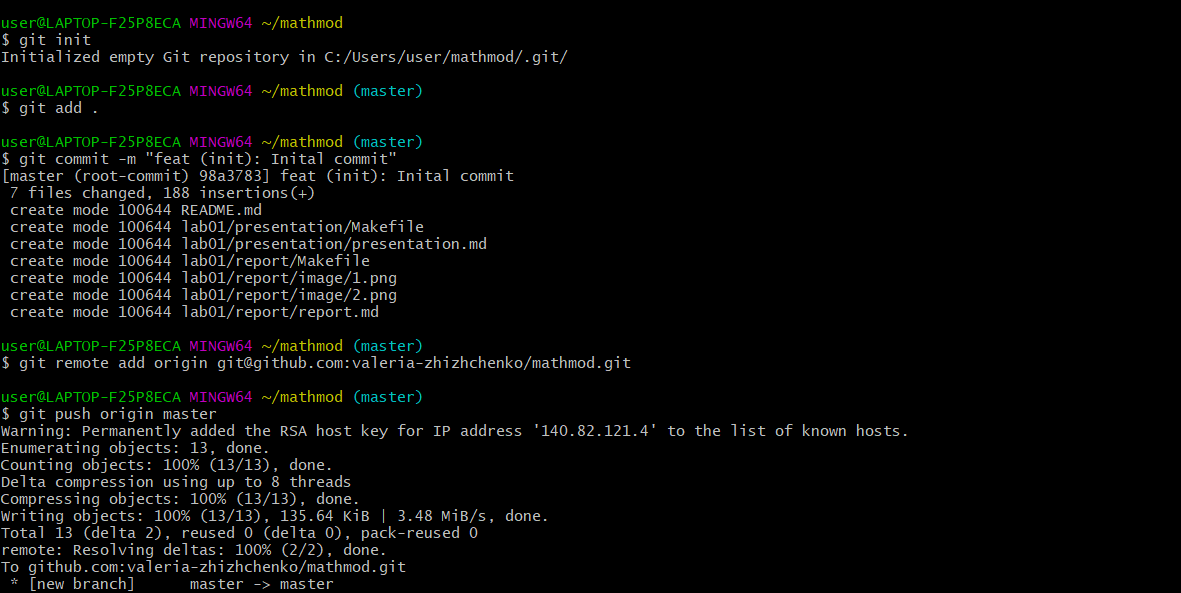 user@LAPTOP-F25P8ECA MINGW64 ~/mathmod
$ git init
Initialized empty Git repository in C:/Users/user/mathmod/.git/
user@LAPTOP-F25P8ECA MINGW64 ~/mathmod (master)
$ git add .
user@LAPTOP-F25P8ECA MINGW64 ~/mathmod (master)
$ git commit -m "feat (init): Inital commit"
[master (root-commit) 98a3783] feat (init): Inital commit
 7 files changed, 188 insertions(+)
 create mode 100644 README.md
 create mode 100644 lab01/presentation/Makefile
 create mode 100644 lab01/presentation/presentation.md
 create mode 100644 lab01/report/Makefile
 create mode 100644 lab01/report/image/1.png
 create mode 100644 lab01/report/image/2.png
 create mode 100644 lab01/report/report.md
user@LAPTOP-F25P8ECA MINGW64 ~/mathmod (master)
$ git remote add origin git@github.com:valeria-zhizhchenko/mathmod.git
user@LAPTOP-F25P8ECA MINGW64 ~/mathmod (master)
$ git push origin master
Warning: Permanently added the RSA host key for IP address '140.82.121.4' to the list of known hosts.
Enumerating objects: 13, done.
Counting objects: 100% (13/13), done.
Delta compression using up to 8 threads
Compressing objects: 100% (13/13), done.
Writing objects: 100% (13/13), 135.64 KiB | 3.48 MiB/s, done.
Total 13 (delta 2), reused 0 (delta 0), pack-reused 0
remote: Resolving deltas: 100% (2/2), done.
To github.com:valeria-zhizhchenko/mathmod.git
 * [new branch]      master -> master